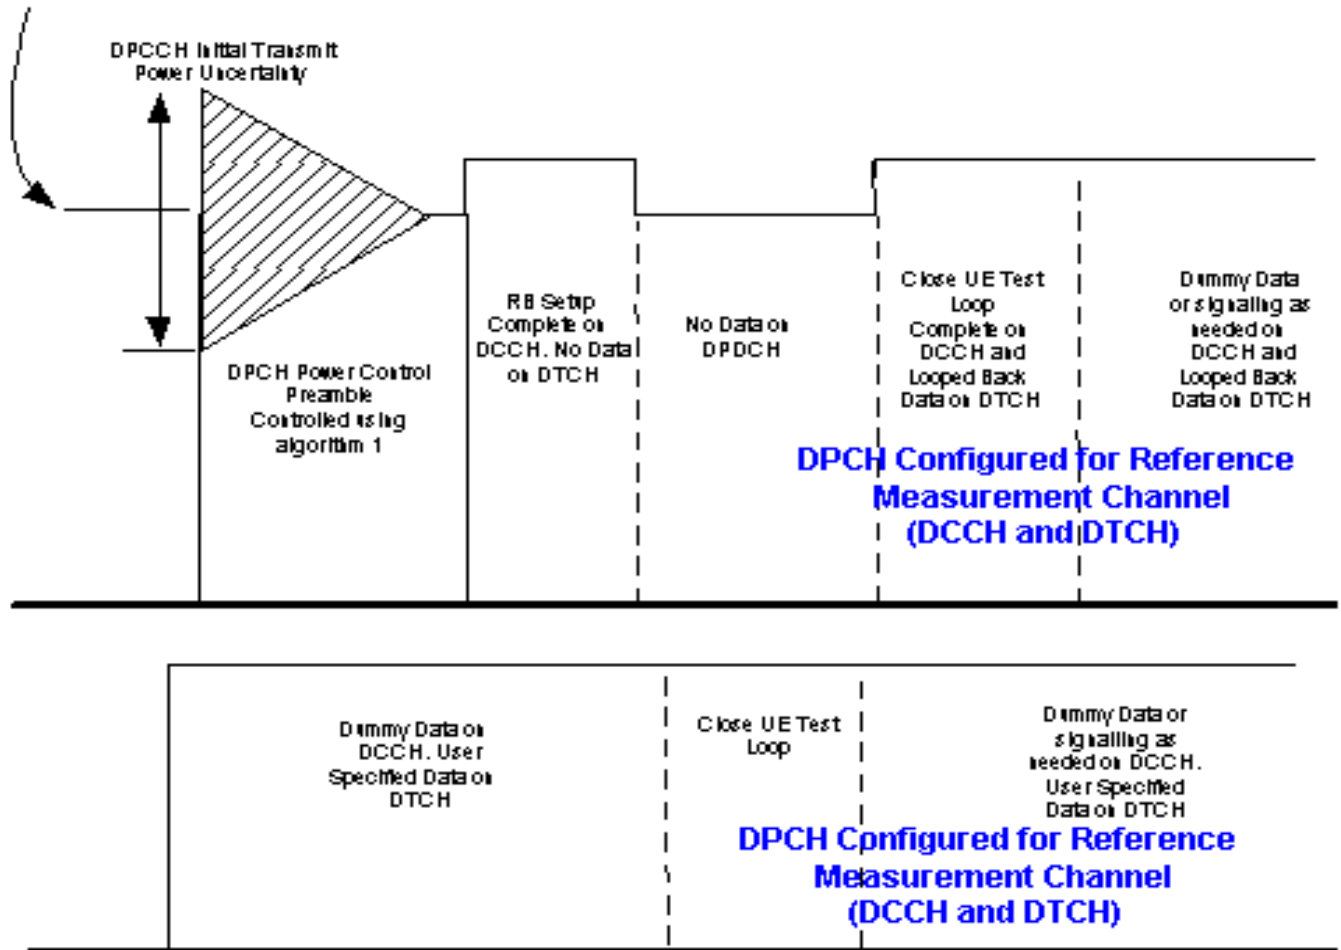 DPCCH Initial Transmit
Power Uncertainty
DPCH Power Control
Preamble
Controlled using
algorithm 1
RB Setup
Complete on
DCCH. No Data
on DTCH
No Data on
DPDCH
Close UE Test
Loop
Complete on
DCCH and
Looped Back
Data on DTCH
Dummy Data
or signalling as
needed on
DCCH and
Looped Back
Data on DTCH
DPCH Configured for Reference
Measurement Channel
(DCCH and DTCH)
Dummy Data on
DCCH. User
Specified Data on
DTCH
Close UE Test
Loop
Dummy Data or
signalling as
needed on DCCH.
User Specified
Data on DTCH
DPCH Configured for Reference
Measurement Channel
(DCCH and DTCH)